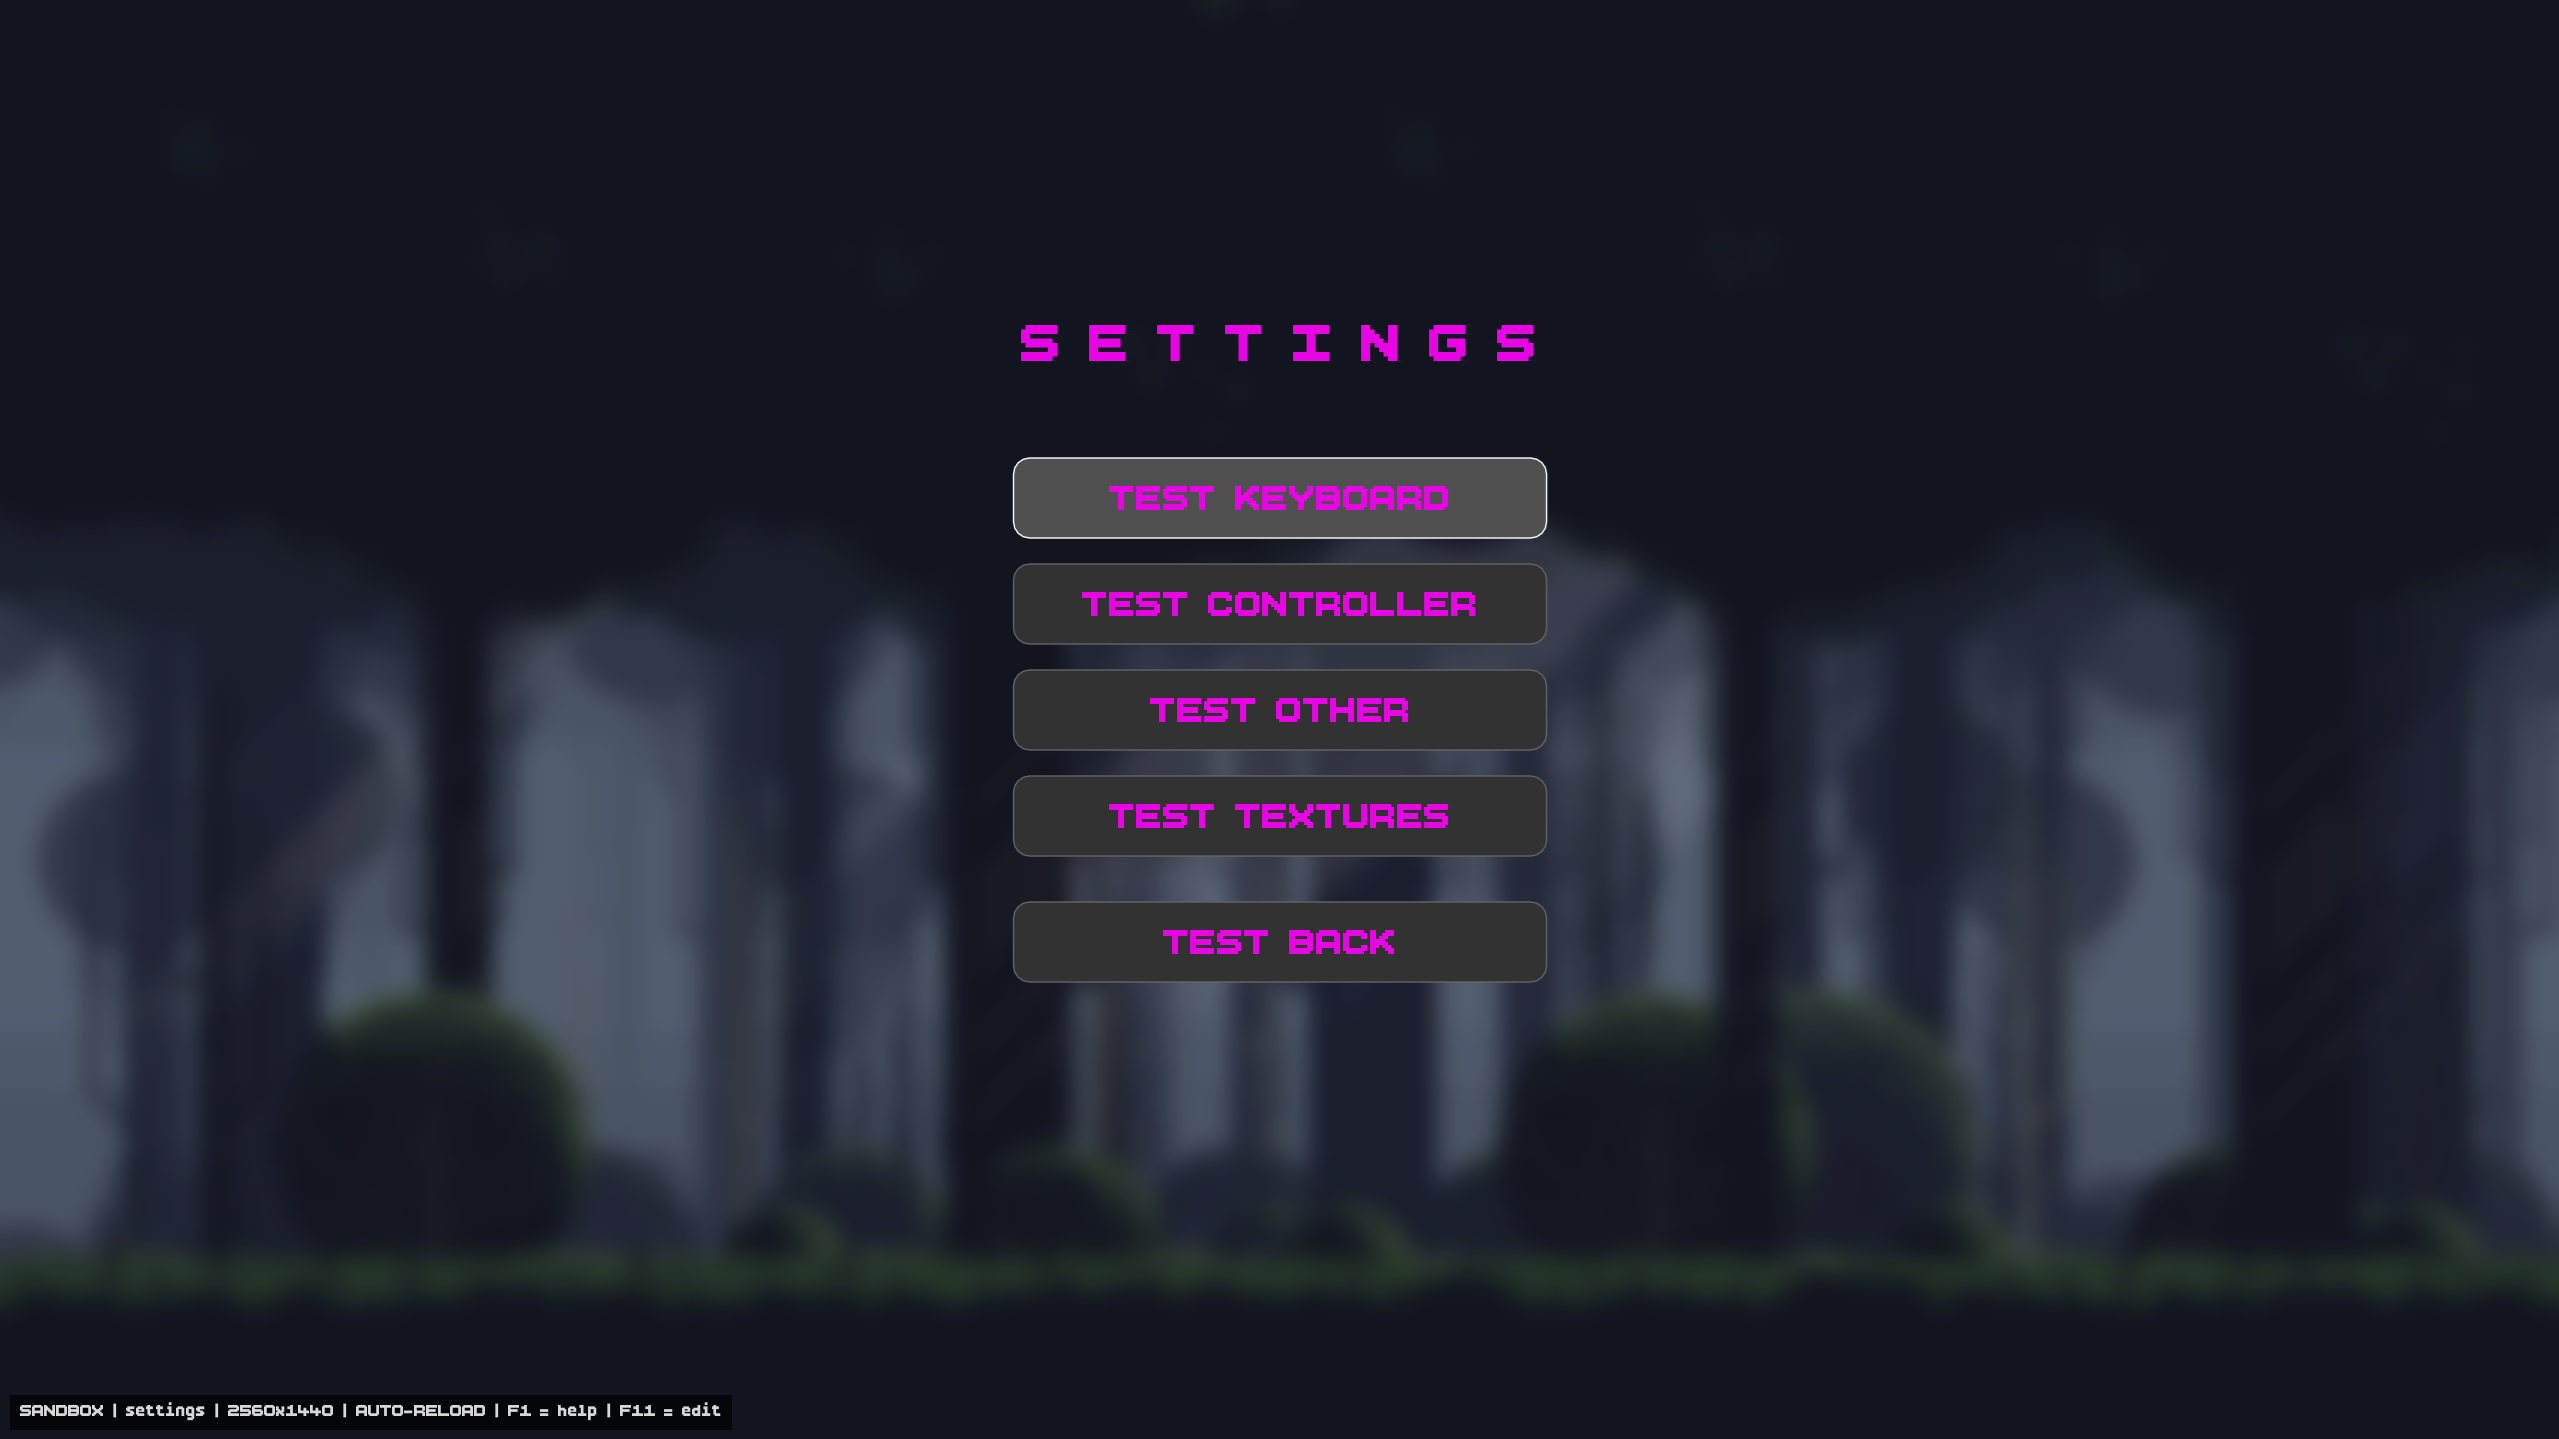 SETTINGS
TEST KEYBOARD
TEST CONTROLLER
TEST OTHER
TEST TEXTURES
TEST BACK
SANDBOX | settings | 2560x1440 | AUTO-RELOAD | F1 = help | F11 = edit